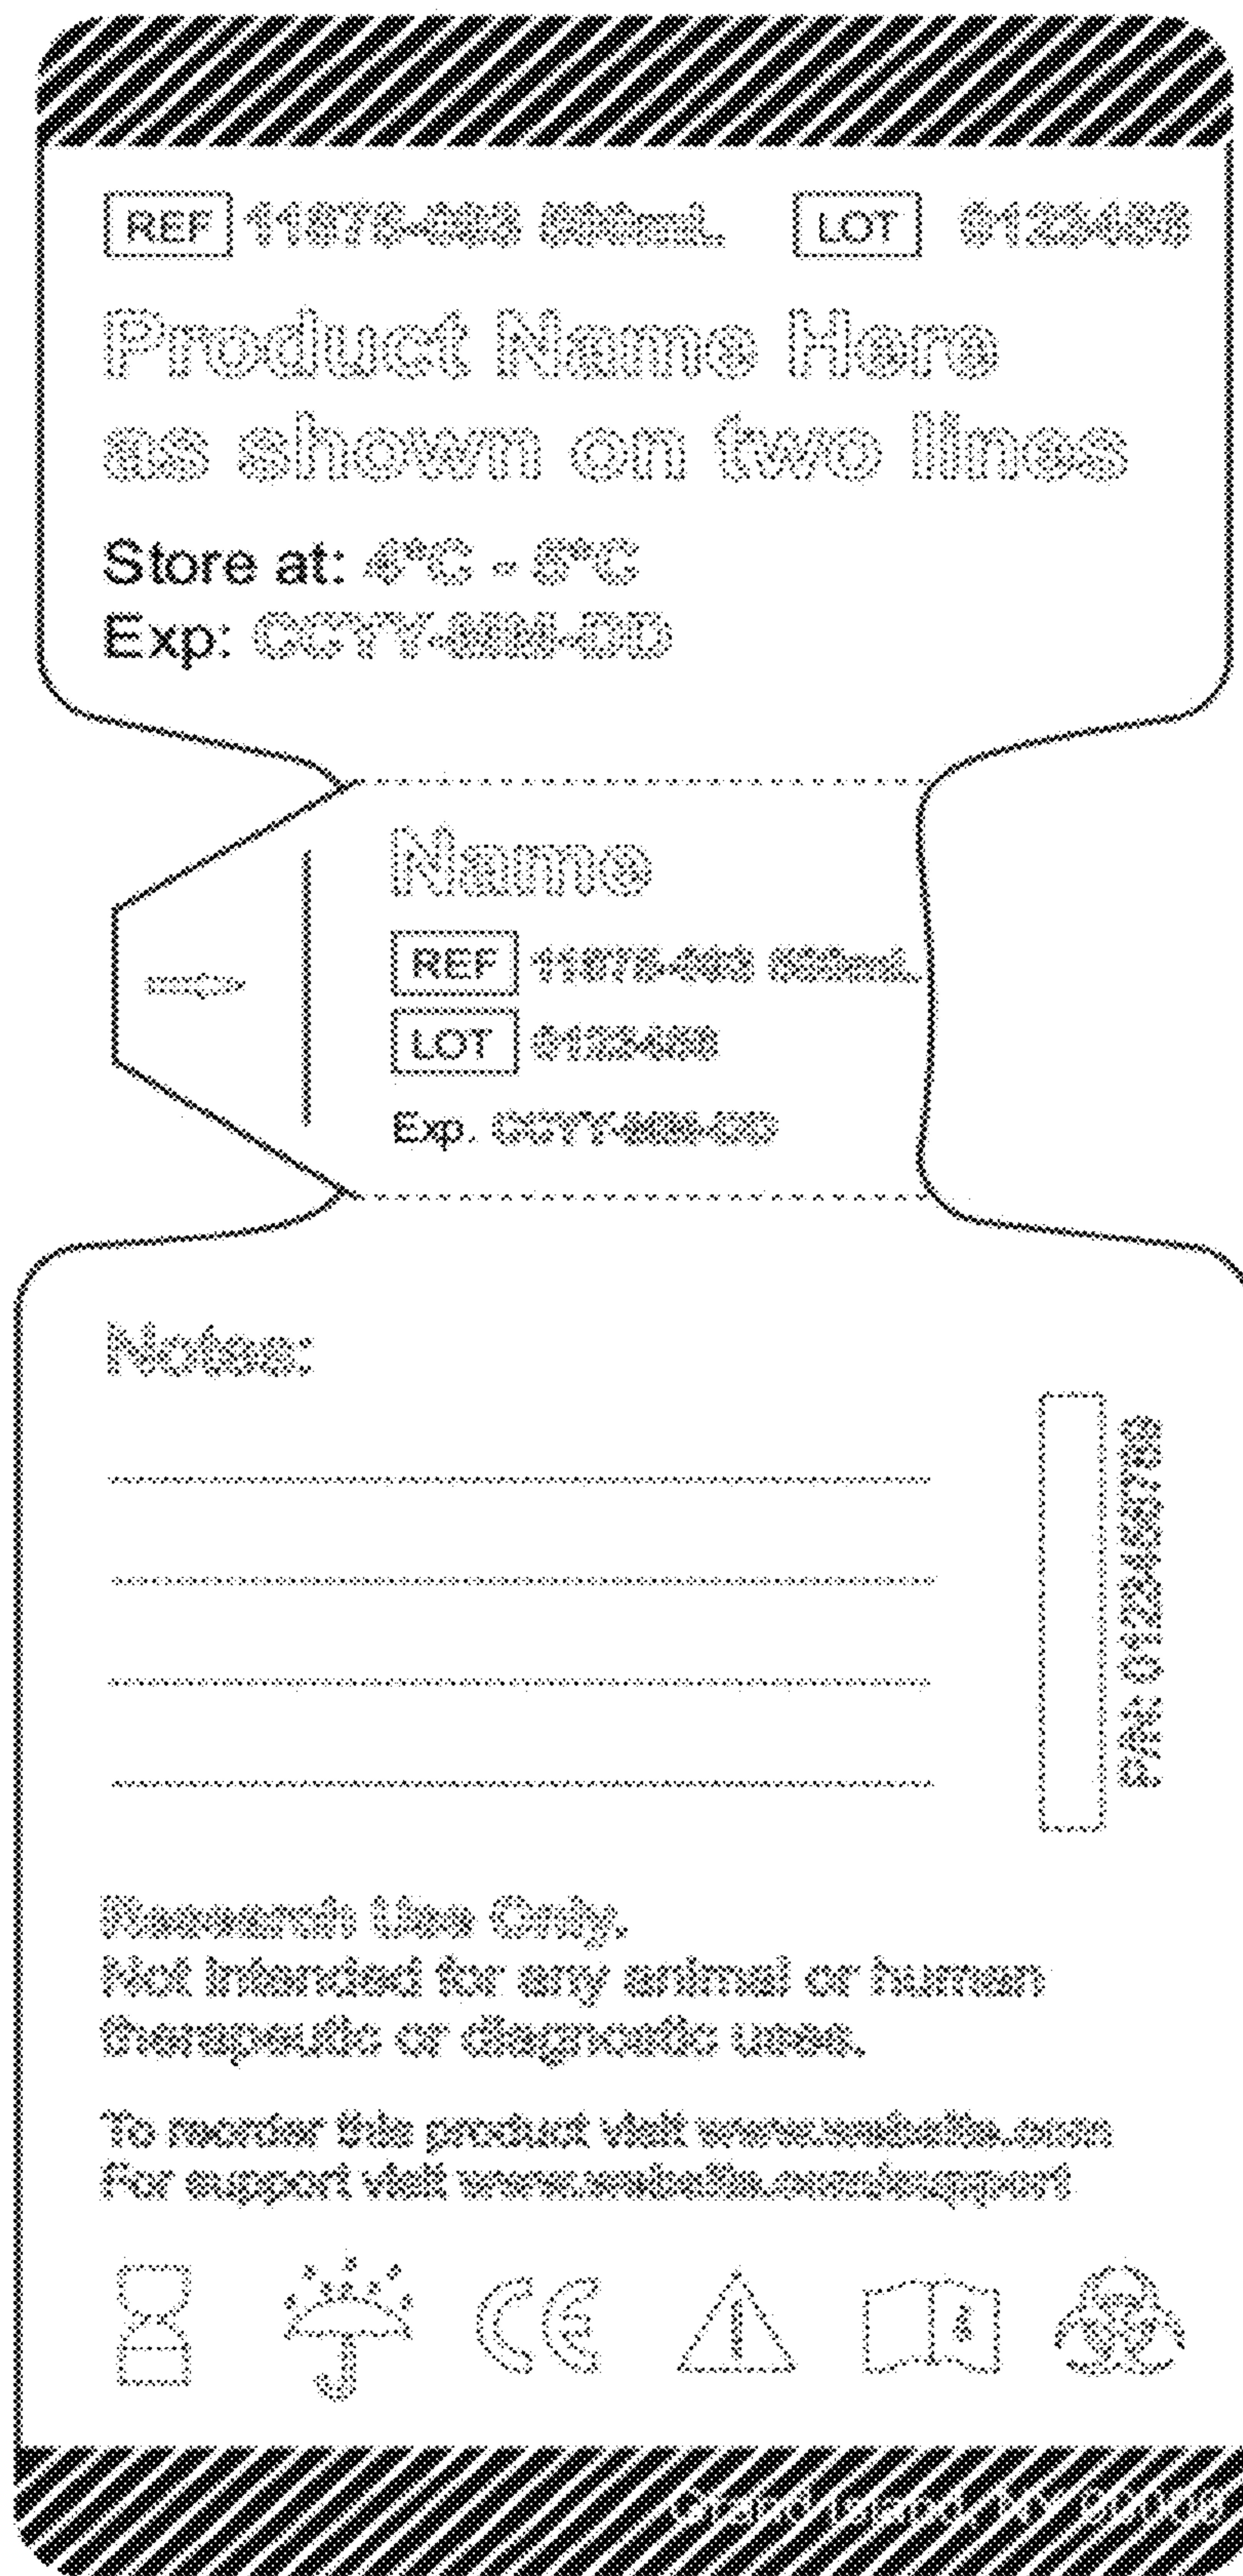 REF 11875-093 500mL LOT 0123456
Product Name Here
as shown on two lines
Store at: 4°C - 8°C
Exp: CCYY-MM-DD
Name
REF 11875-093 500mL
LOT 0123456
Exp. CCYY-MM-DD
Notes:
Research Use Only.
Not intended for any animal or human
therapeutic or diagnostic uses.
To reorder this product visit www.website.com
For support visit www.website.com/support
CE